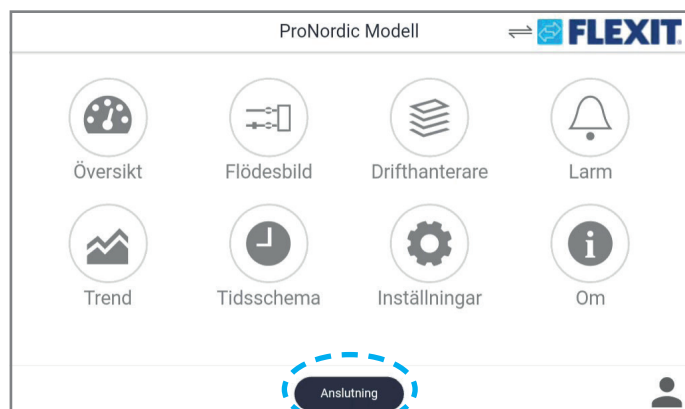 ProNordic Modell
FLEXIT.
Översikt
Flödesbild
Drifthanterare
Larm
Trend
Tidsschema
Inställningar
Om
Anslutning